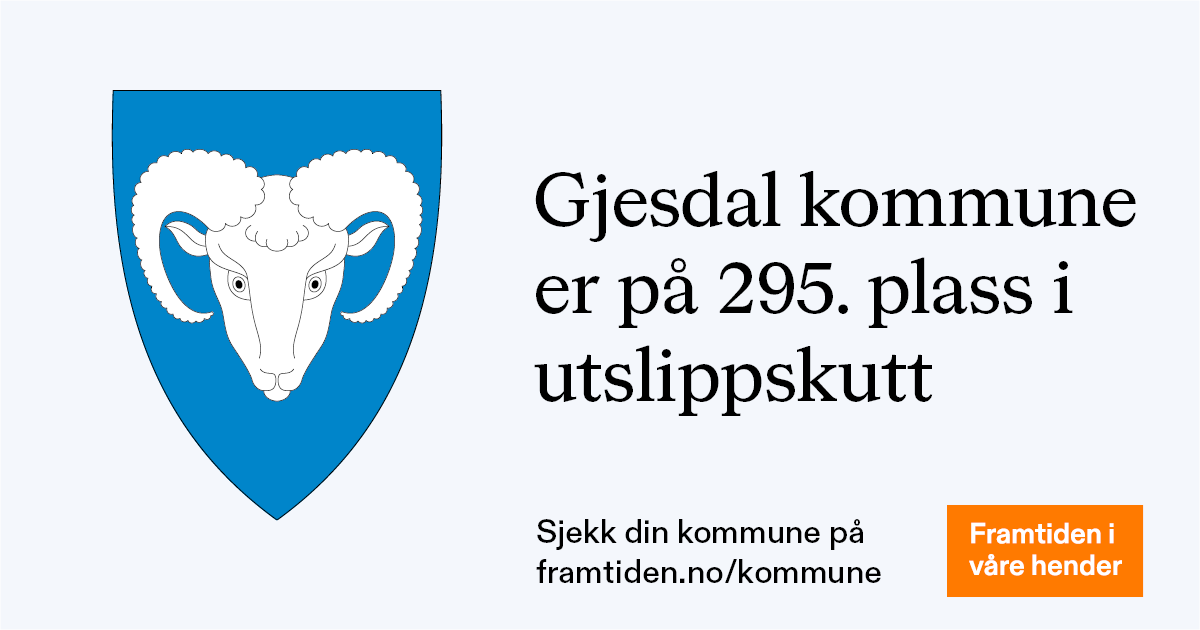 Gjesdal kommune
er på 295. plass i
utslippskutt
Sjekk din kommune på
framtiden.no/kommune
Framtiden i
våre hender